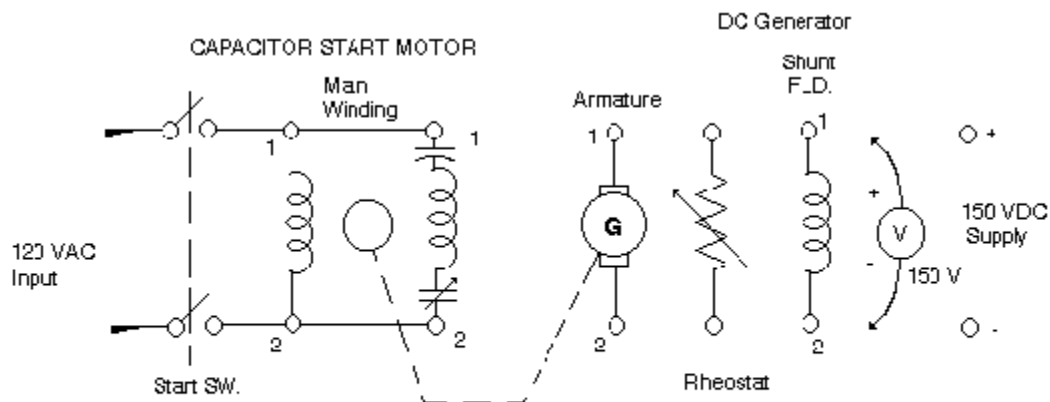 DC Generator
CAPACITOR START MOTOR
Shunt
F_D.
Man
Winding
Armature
1
1
1
1
+
120 VAC
Input
G
+
V
-
150 V
150 VDC
Supply
2
2
2
2
-
Start SW.
Rheostat